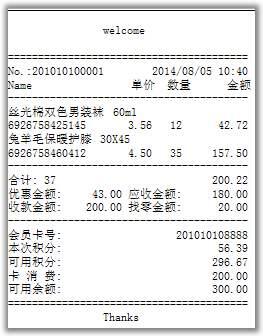 welcome
No.:201010100001 2014/08/05 10:40
Name 单价 数量 金额
丝光棉双色男装袜 60ml
6926758425145 3.56 12 42.72
兔羊毛保暖护膝 30X45
6926758460412 4.50 35 157.50
合计: 37 200.22
优惠金额: 43.00 应收金额: 180.00
收款金额: 200.00 找零金额: 20.00
会员卡号: 201010108888
本次积分: 56.39
可用积分: 296.67
卡 消 费: 200.00
可用余额: 300.00
Thanks